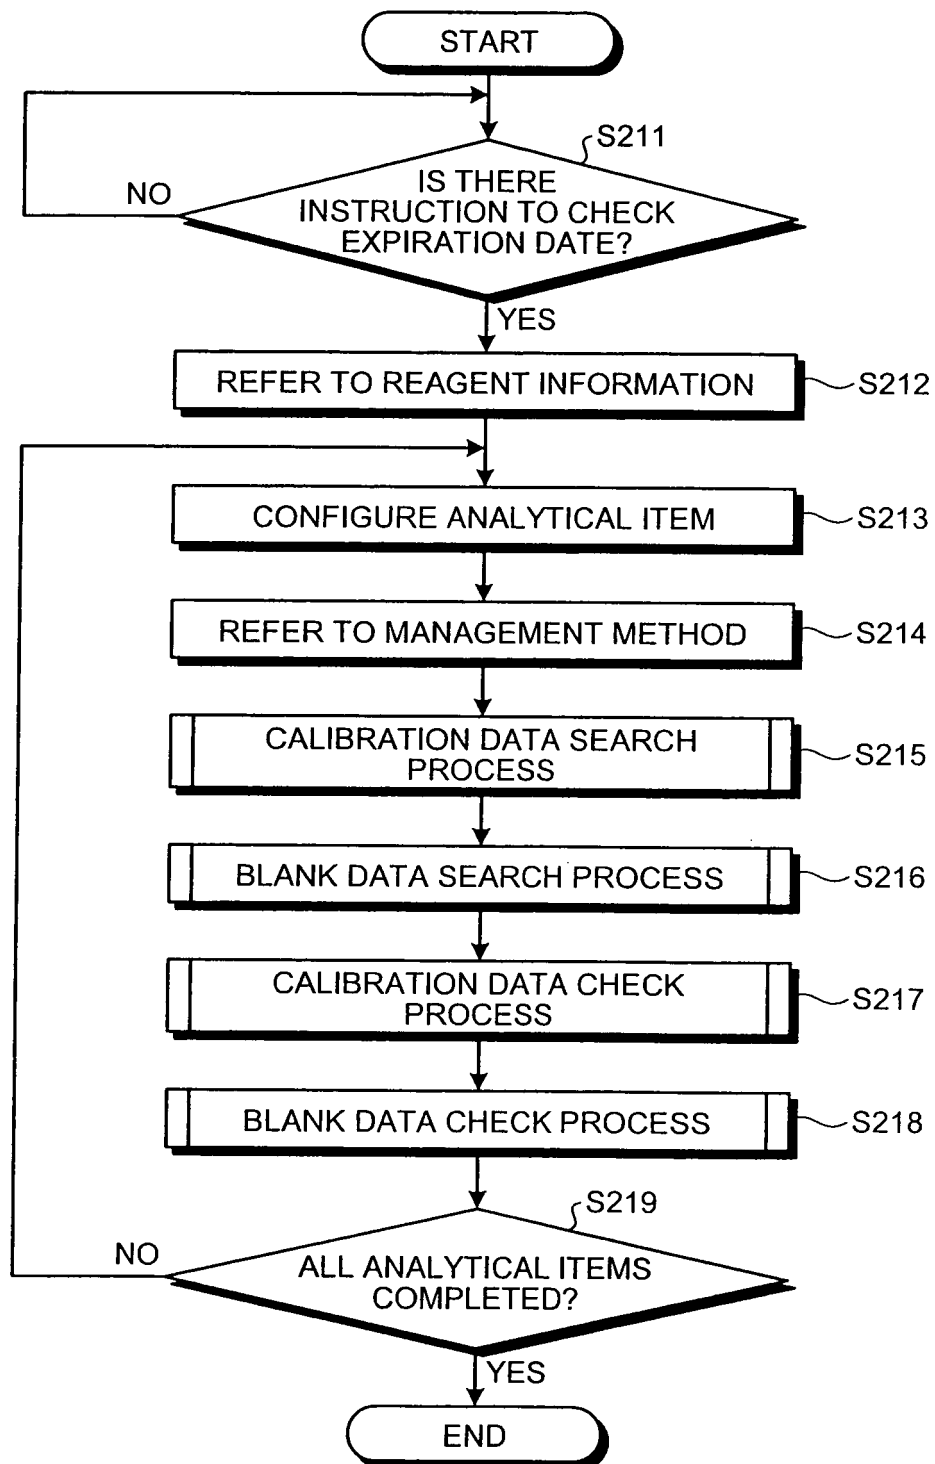 START
S211
IS THERE
INSTRUCTION TO CHECK
EXPIRATION DATE?
NO
YES
REFER TO REAGENT INFORMATION
S212
CONFIGURE ANALYTICAL ITEM
S213
REFER TO MANAGEMENT METHOD
S214
CALIBRATION DATA SEARCH
PROCESS
S215
BLANK DATA SEARCH PROCESS
S216
CALIBRATION DATA CHECK
PROCESS
S217
BLANK DATA CHECK PROCESS
S218
S219
NO
ALL ANALYTICAL ITEMS
COMPLETED?
YES
END